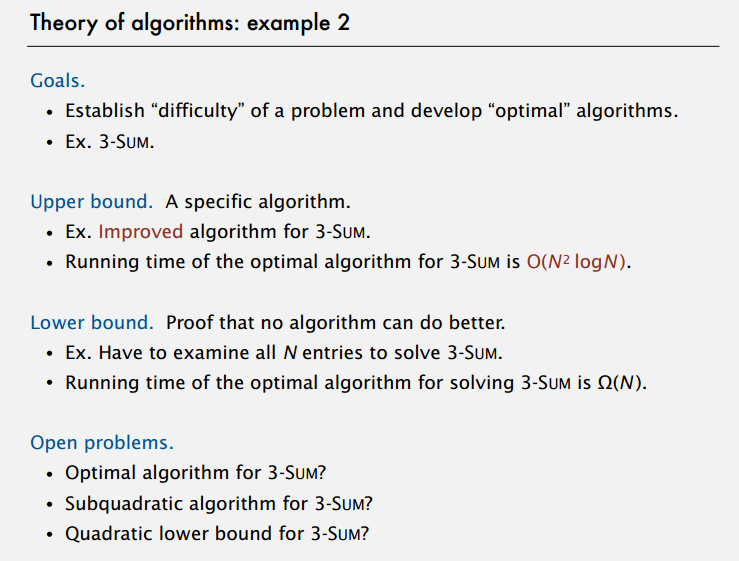 Theory of algorithms: example 2
Goals.
• Establish “difficulty” of a problem and develop “optimal” algorithms.
• Ex. 3-SUM.
Upper bound. A specific algorithm.
• Ex. Improved algorithm for 3-SUM.
• Running time of the optimal algorithm for 3-SUM is O(N² logN).
Lower bound. Proof that no algorithm can do better.
• Ex. Have to examine all N entries to solve 3-SUM.
• Running time of the optimal algorithm for solving 3-SUM is Ω(N).
Open problems.
• Optimal algorithm for 3-SUM?
• Subquadratic algorithm for 3-SUM?
• Quadratic lower bound for 3-SUM?